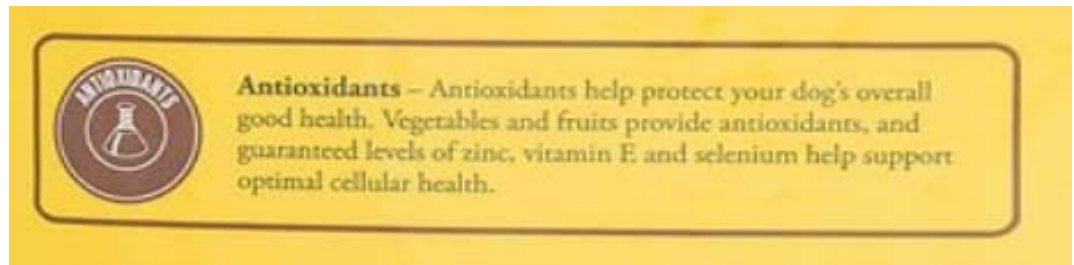 ANTIOXIDANTS
Antioxidants – Antioxidants help protect your dog's overall
good health. Vegetables and fruits provide antioxidants, and
guaranteed levels of zinc, vitamin E and selenium help support
optimal cellular health.